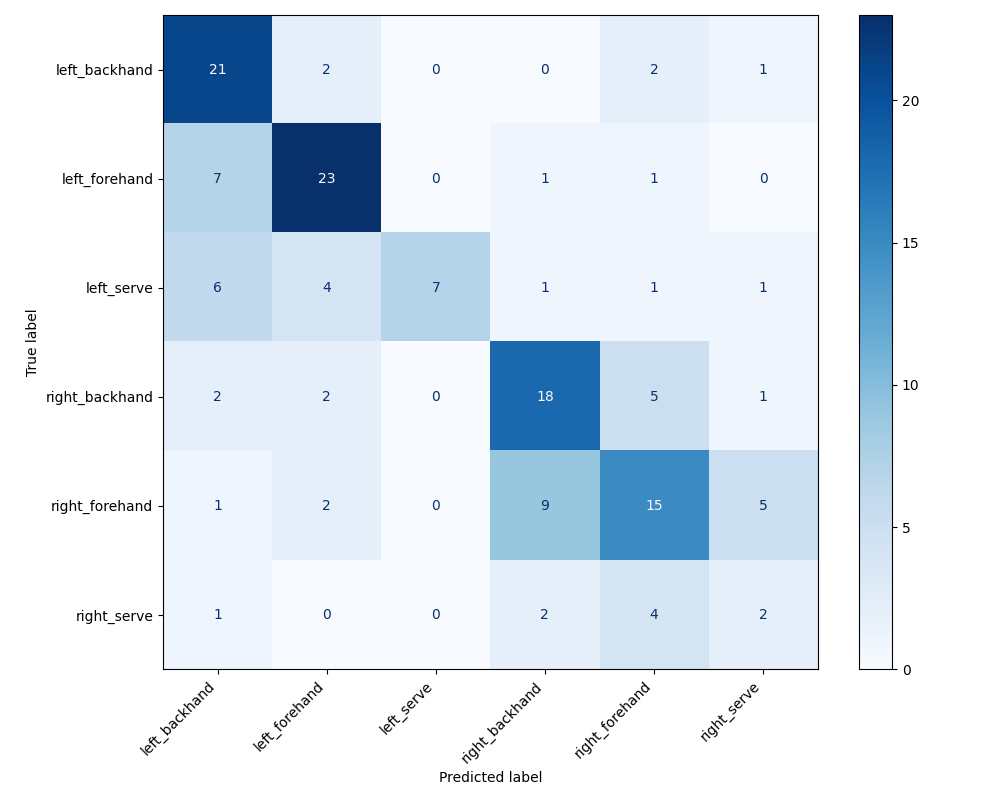 left_backhand 21 2 0 0 2 1
left_forehand 7 23 0 1 1 0
left_serve 6 4 7 1 1 1
right_backhand 2 2 0 18 5 1
right_forehand 1 2 0 9 15 5
right_serve 1 0 0 2 4 2
True label
left_backhand left_forehand left_serve right_backhand right_forehand right_serve
Predicted label
20
15
10
5
0